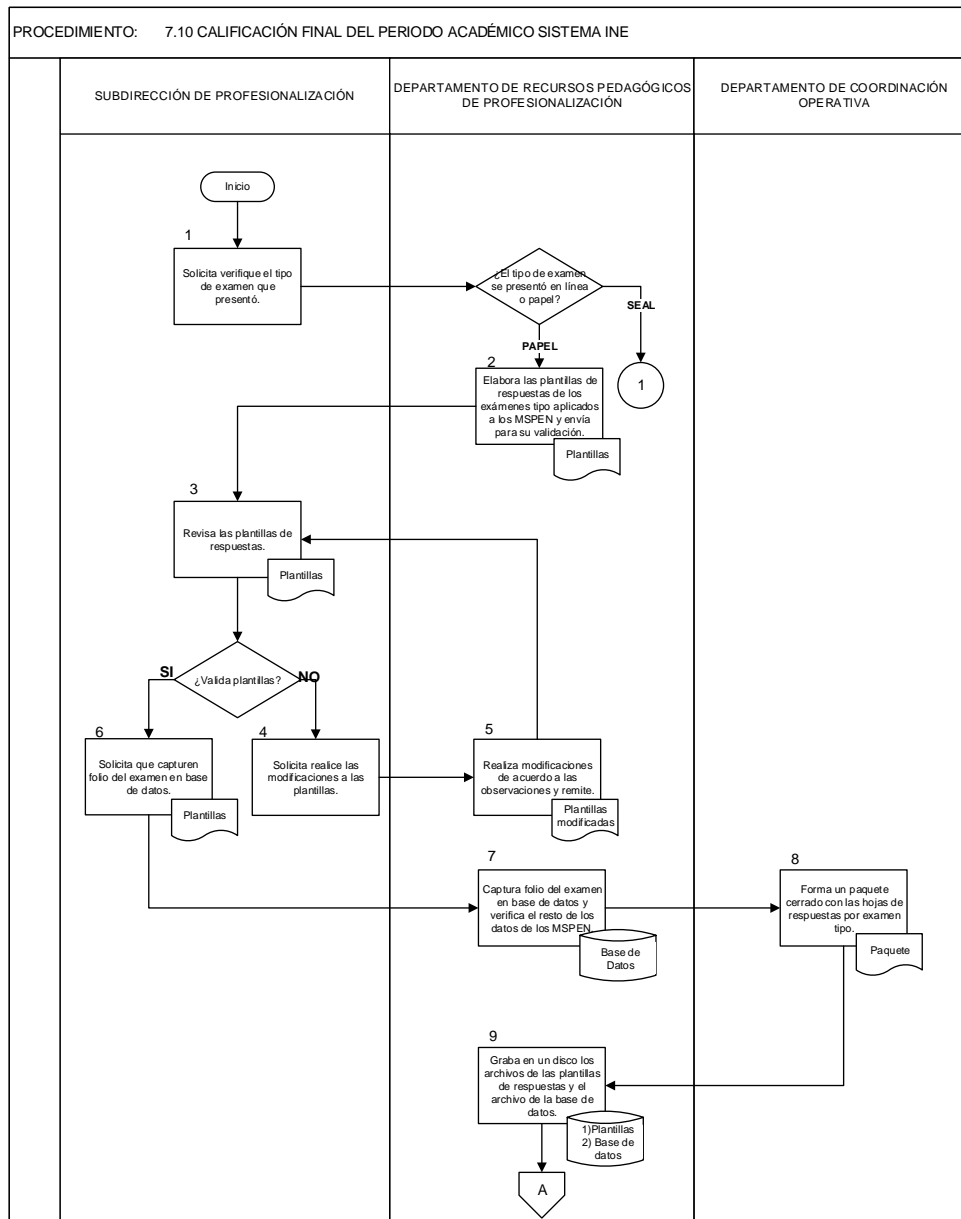 PROCEDIMIENTO: 7.10 CALIFICACIÓN FINAL DEL PERIODO ACADÉMICO SISTEMA INE
SUBDIRECCIÓN DE PROFESIONALIZACIÓN
DEPARTAMENTO DE RECURSOS PEDAGÓGICOS
DE PROFESIONALIZACIÓN
DEPARTAMENTO DE COORDINACIÓN
OPERATIVA
Inicio
1
Solicita verifique el tipo
de examen que
presentó.
¿El tipo de examen
se presentó en línea
o papel?
SEAL
PAPEL
1
2
Elabora las plantillas de
respuestas de los
exámenes tipo aplicados
a los MSPEN y envía
para su validación.
Plantillas
3
Revisa las plantillas de
respuestas.
Plantillas
¿Valida plantillas?
SI
NO
6
Solicita que capturen
folio del examen en base
de datos.
Plantillas
4
Solicita realice las
modificaciones a las
plantillas.
5
Realiza modificaciones
de acuerdo a las
observaciones y remite.
Plantillas
modificadas
7
Captura folio del examen
en base de datos y
verifica el resto de los
datos de los MSPEN.
Base de
Datos
8
Forma un paquete
cerrado con las hojas de
respuestas por examen
tipo.
Paquete
9
Graba en un disco los
archivos de las plantillas
de respuestas y el
archivo de la base de
datos.
1)Plantillas
2) Base de
datos
A